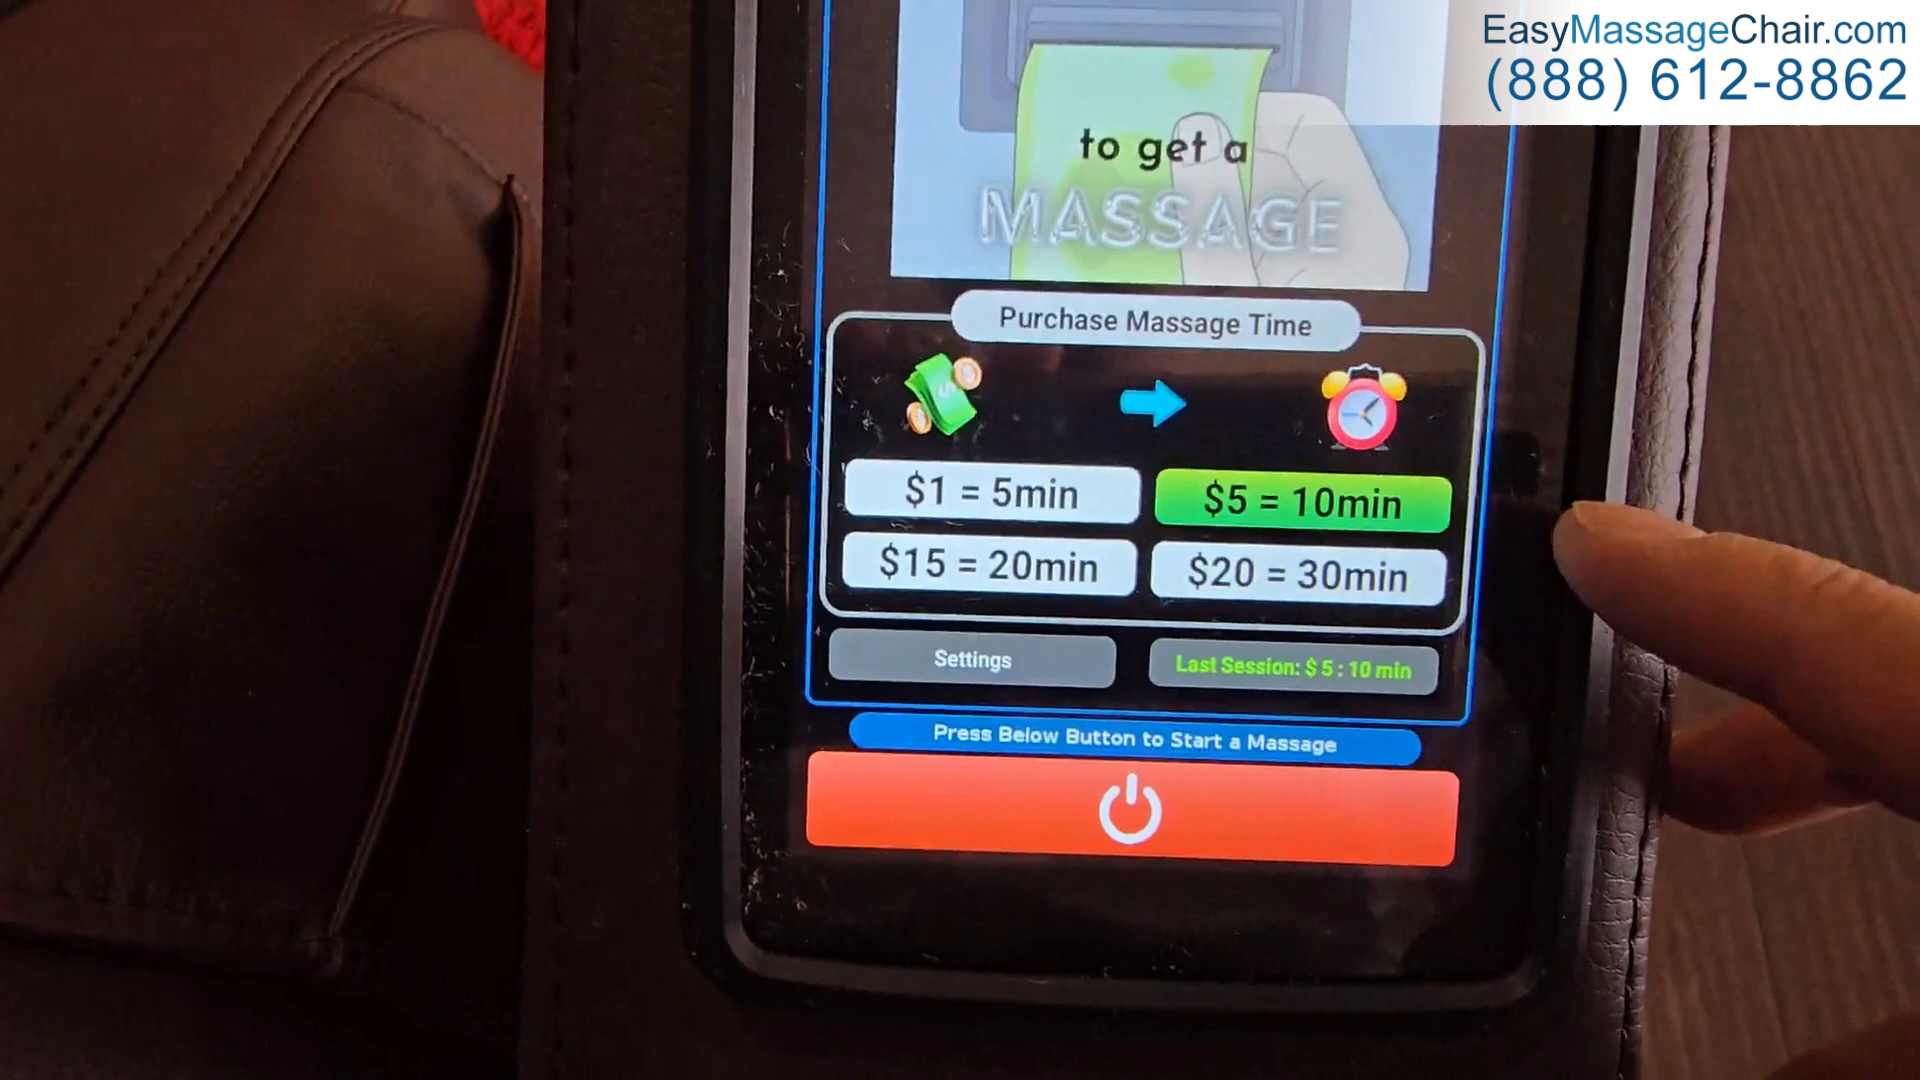 EasyMassageChair.com
(888) 612-8862
to get a
MASSAGE
Purchase Massage Time
$1 = 5min
$5 = 10min
$15 = 20min
$20 = 30min
Settings
Last Session: $ 5 : 10 min
Press Below Button to Start a Massage